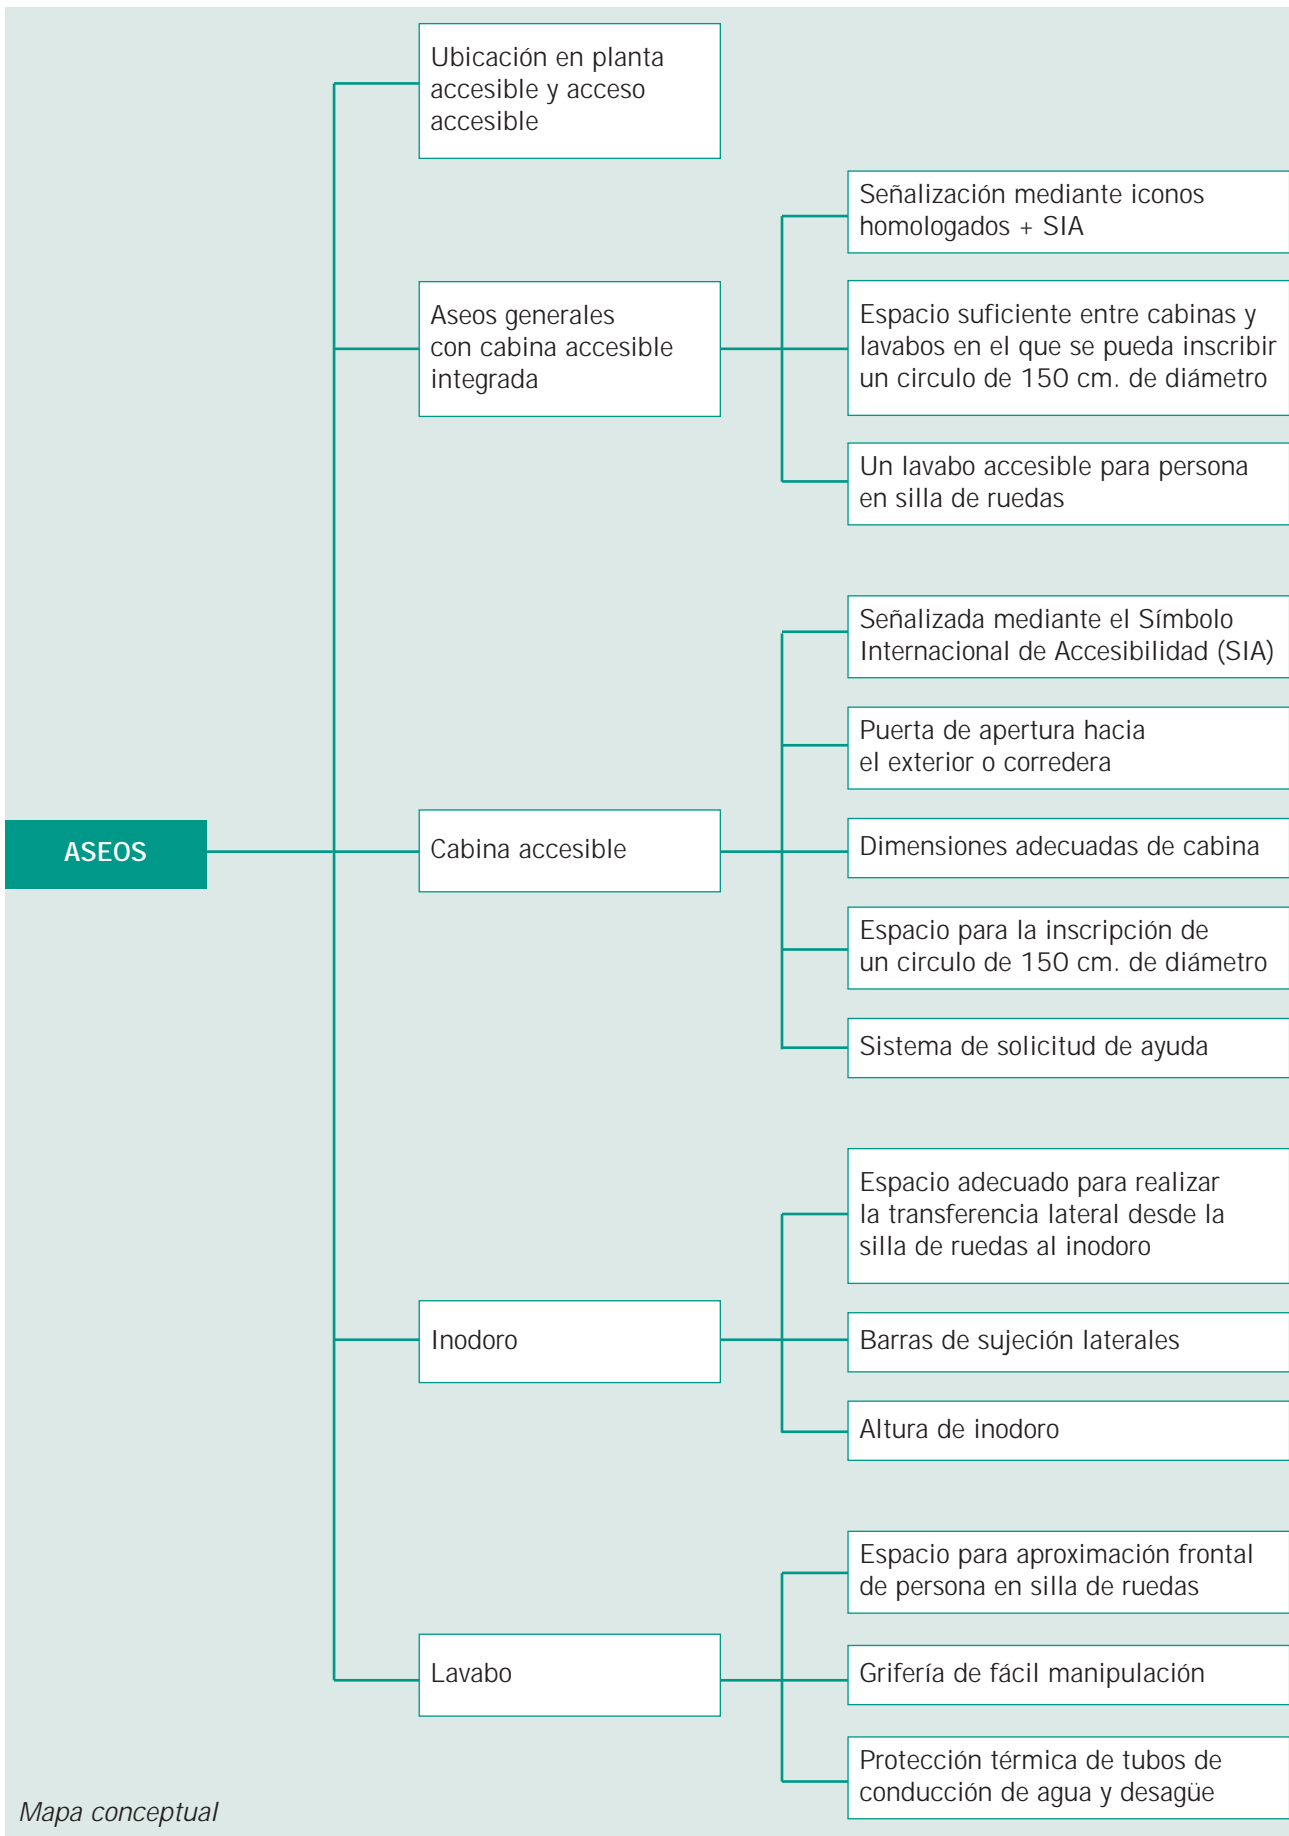 Ubicación en planta
accesible y acceso
accesible
Señalización mediante iconos
homologados + SIA
Aseos generales
con cabina accesible
integrada
Espacio suficiente entre cabinas y
lavabos en el que se pueda inscribir
un circulo de 150 cm. de diámetro
Un lavabo accesible para persona
en silla de ruedas
ASEOS
Cabina accesible
Señalizada mediante el Símbolo
Internacional de Accesibilidad (SIA)
Puerta de apertura hacia
el exterior o corredera
Dimensiones adecuadas de cabina
Espacio para la inscripción de
un circulo de 150 cm. de diámetro
Sistema de solicitud de ayuda
Inodoro
Espacio adecuado para realizar
la transferencia lateral desde la
silla de ruedas al inodoro
Barras de sujeción laterales
Altura de inodoro
Lavabo
Espacio para aproximación frontal
de persona en silla de ruedas
Grifería de fácil manipulación
Protección térmica de tubos de
conducción de agua y desagüe
Mapa conceptual